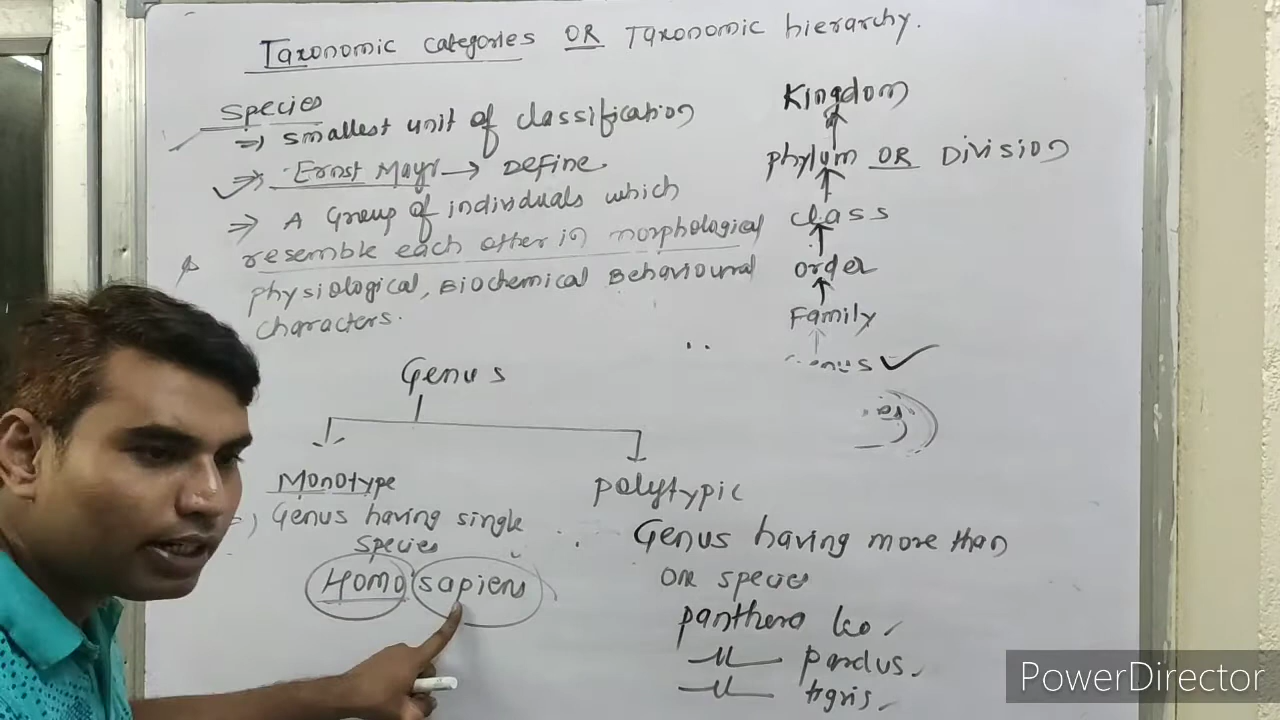 Taxonomic categories OR Taxonomic hierarchy.
Species
⇒ smallest unit of classification
⇒ Ernst Mayr → Define
⇒ A Group of individuals which
resemble each other in morphological
physiological, Biochemical Behavioural
characters.
Kingdom
phylum OR Division
class
order
Family
Genus ✓
Genus
Monotype
⇒ Genus having single
species
Homo sapiens
polytypic
Genus having more than
one species
panthera leo
pardus
tigris
PowerDirector